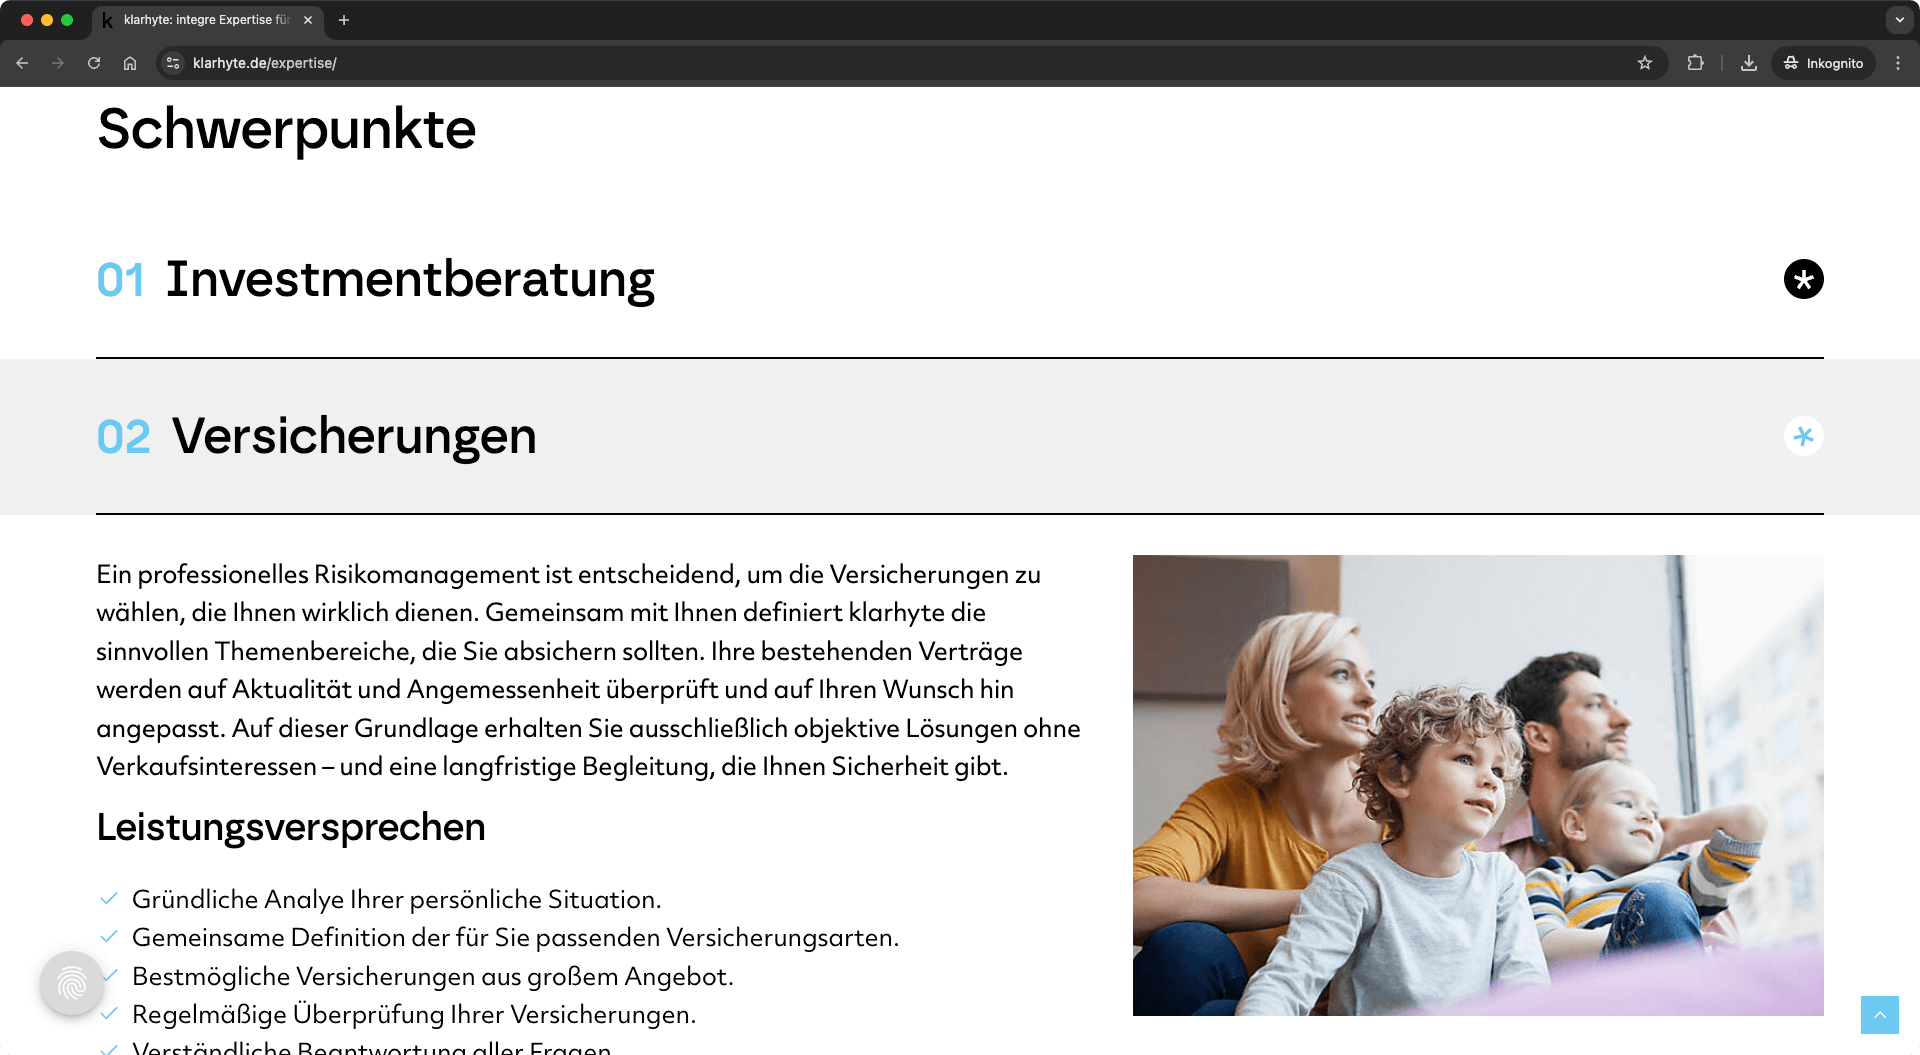 klarhyte: integre Expertise für
klarhyte.de/expertise/
Inkognito
Schwerpunkte
01 Investmentberatung
02 Versicherungen
Ein professionelles Risikomanagement ist entscheidend, um die Versicherungen zu
wählen, die Ihnen wirklich dienen. Gemeinsam mit Ihnen definiert klarhyte die
sinnvollen Themenbereiche, die Sie absichern sollten. Ihre bestehenden Verträge
werden auf Aktualität und Angemessenheit überprüft und auf Ihren Wunsch hin
angepasst. Auf dieser Grundlage erhalten Sie ausschließlich objektive Lösungen ohne
Verkaufsinteressen – und eine langfristige Begleitung, die Ihnen Sicherheit gibt.
Leistungsversprechen
Gründliche Analye Ihrer persönliche Situation.
Gemeinsame Definition der für Sie passenden Versicherungsarten.
Bestmögliche Versicherungen aus großem Angebot.
Regelmäßige Überprüfung Ihrer Versicherungen.
Verständliche Beantwortung aller Fragen